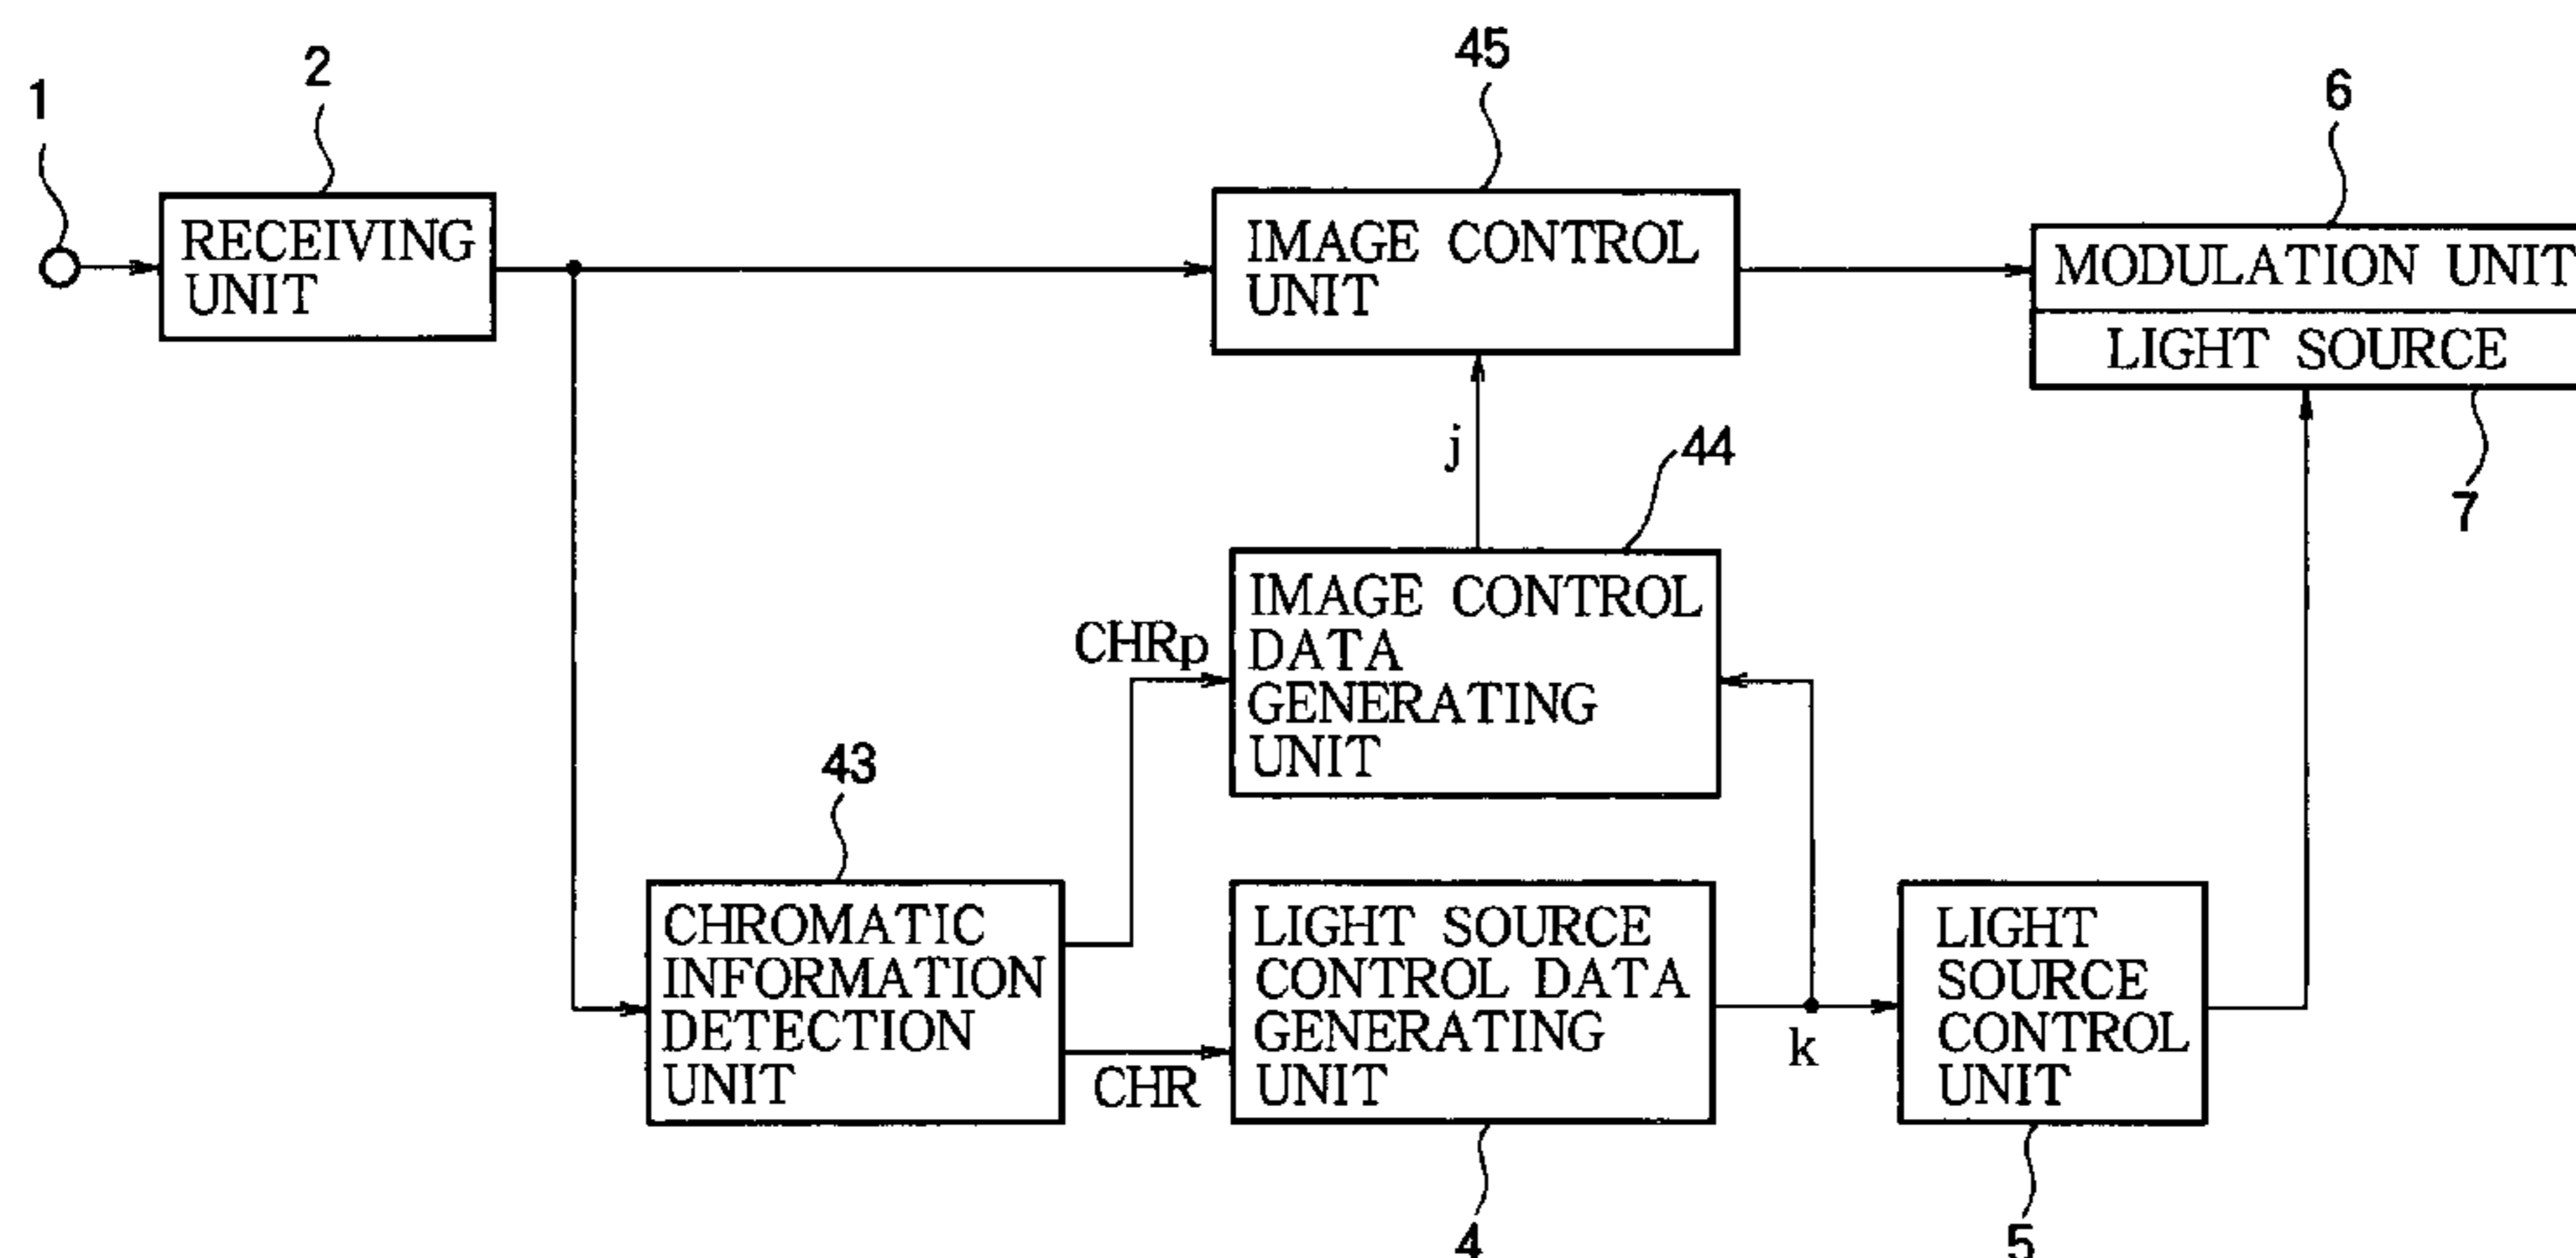 1
2
45
6
RECEIVING
UNIT
IMAGE CONTROL
UNIT
MODULATION UNIT
LIGHT SOURCE
7
j
44
IMAGE CONTROL
DATA
GENERATING
UNIT
CHRp
43
CHROMATIC
INFORMATION
DETECTION
UNIT
CHR
LIGHT SOURCE
CONTROL DATA
GENERATING
UNIT
k
LIGHT
SOURCE
CONTROL
UNIT
4
5